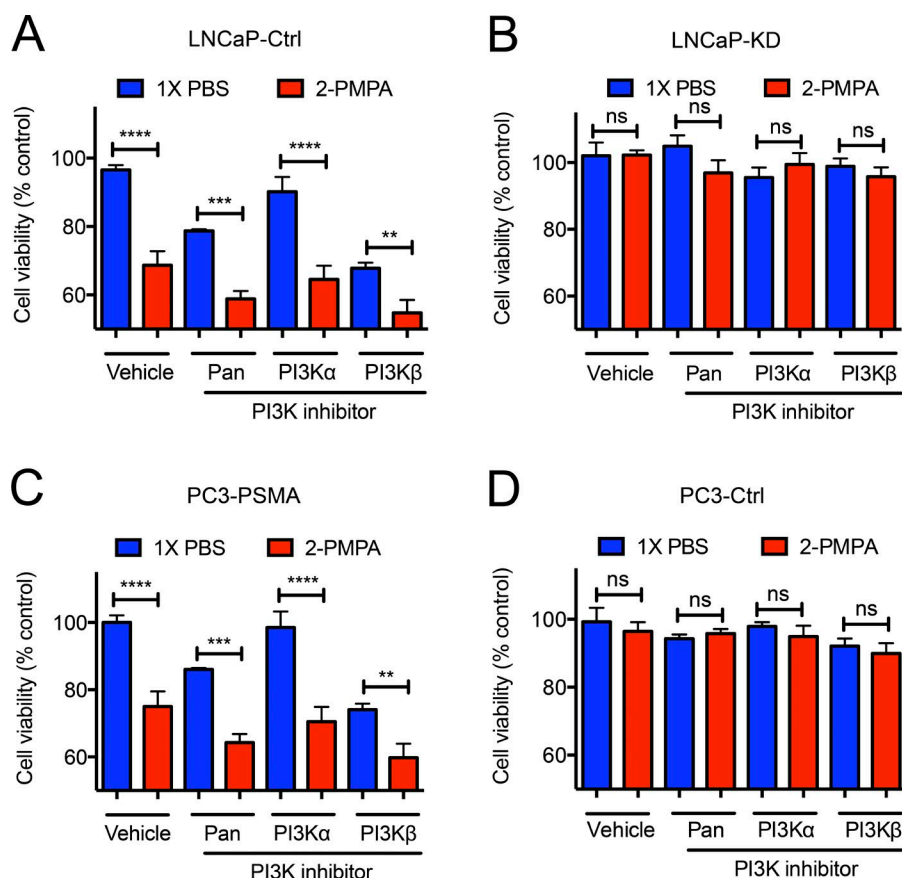 A
LNCaP-Ctrl
1X PBS 2-PMPA
Cell viability (% control)
100
80
60
**** *** **** **
Vehicle Pan PI3Kα PI3Kβ
PI3K inhibitor
B
LNCaP-KD
1X PBS 2-PMPA
Cell viability (% control)
100
80
60
ns ns ns ns
Vehicle Pan PI3Kα PI3Kβ
PI3K inhibitor
C
PC3-PSMA
1X PBS 2-PMPA
Cell viability (% control)
100
80
60
**** *** **** **
Vehicle Pan PI3Kα PI3Kβ
PI3K inhibitor
D
PC3-Ctrl
1X PBS 2-PMPA
Cell viability (% control)
100
80
60
ns ns ns ns
Vehicle Pan PI3Kα PI3Kβ
PI3K inhibitor